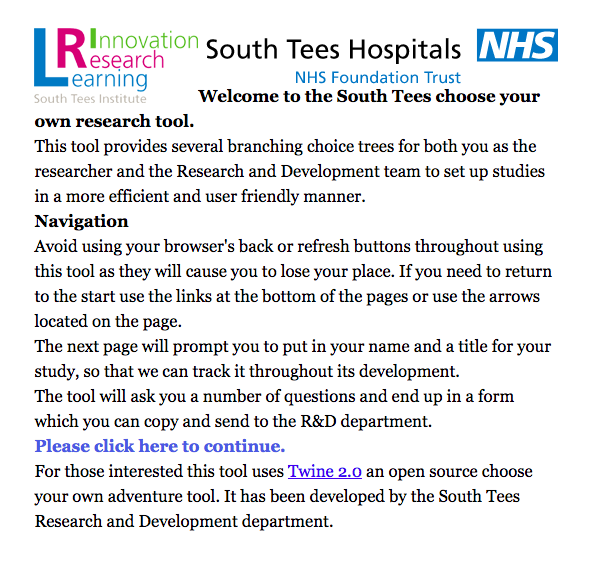 Innovation
Research
Learning
South Tees Institute
South Tees Hospitals NHS
NHS Foundation Trust
Welcome to the South Tees choose your
own research tool.
This tool provides several branching choice trees for both you as the
researcher and the Research and Development team to set up studies
in a more efficient and user friendly manner.
Navigation
Avoid using your browser's back or refresh buttons throughout using
this tool as they will cause you to lose your place. If you need to return
to the start use the links at the bottom of the pages or use the arrows
located on the page.
The next page will prompt you to put in your name and a title for your
study, so that we can track it throughout its development.
The tool will ask you a number of questions and end up in a form
which you can copy and send to the R&D department.
Please click here to continue.
For those interested this tool uses Twine 2.0 an open source choose
your own adventure tool. It has been developed by the South Tees
Research and Development department.